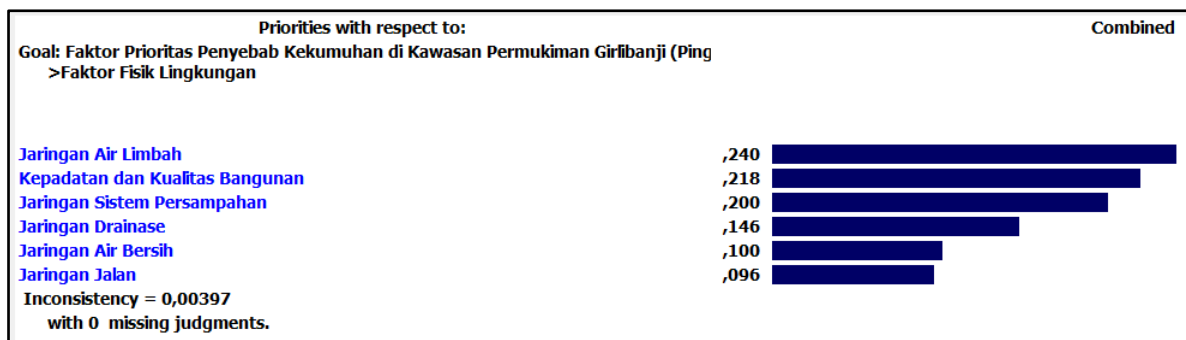 Priorities with respect to: Combined
Goal: Faktor Prioritas Penyebab Kekumuhan di Kawasan Permukiman Girlibanji (Ping
>Faktor Fisik Lingkungan
Jaringan Air Limbah ,240
Kepadatan dan Kualitas Bangunan ,218
Jaringan Sistem Persampahan ,200
Jaringan Drainase ,146
Jaringan Air Bersih ,100
Jaringan Jalan ,096
Inconsistency = 0,00397
with 0 missing judgments.